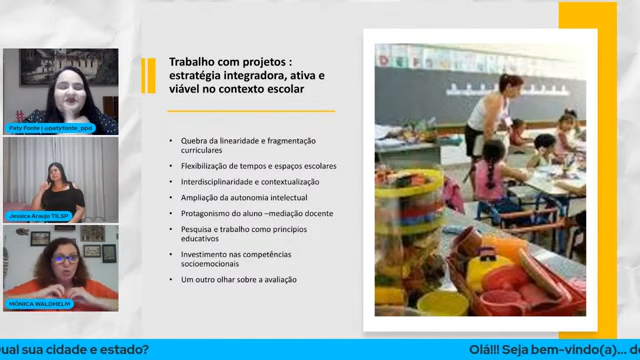 Trabalho com projetos :
estratégia integradora, ativa e
viável no contexto escolar
• Quebra da linearidade e fragmentação
curriculares
• Flexibilização de tempos e espaços escolares
• Interdisciplinaridade e contextualização
• Ampliação da autonomia intelectual
• Protagonismo do aluno –mediação docente
• Pesquisa e trabalho como princípios
educativos
• Investimento nas competências
socioemocionais
• Um outro olhar sobre a avaliação
Paty Fonte | @patyfonte_ppd
Jessica Araujo TILSP
MÔNICA WALDHELM
D E F O
Qual sua cidade e estado?
Olá!!! Seja bem-vindo(a)... d